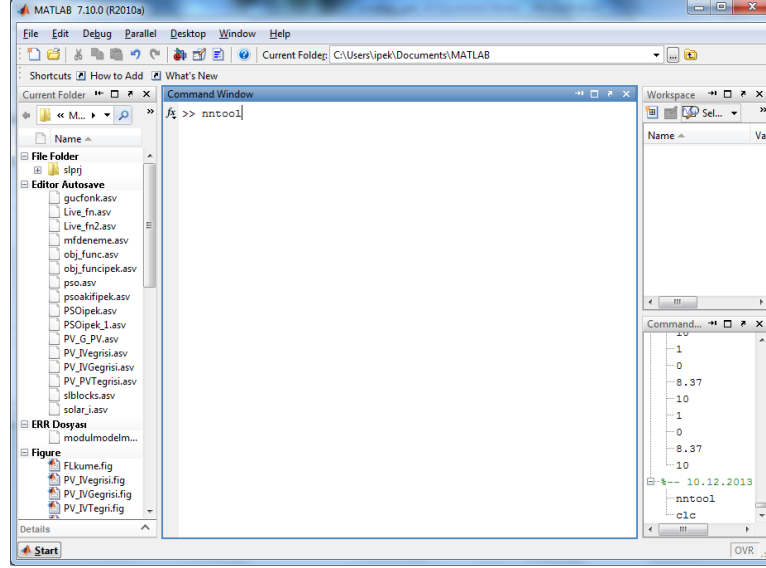 MATLAB 7.10.0 (R2010a)
File Edit Debug Parallel Desktop Window Help
Current Folder: C:\Users\ipek\Documents\MATLAB
Shortcuts How to Add What's New
Current Folder
« M...
Name
File Folder
slprj
Editor Autosave
gucfonk.asv
Live_fn.asv
Live_fn2.asv
mfdeneme.asv
obj_func.asv
obj_funcipek.asv
pso.asv
psoakifipek.asv
PSOipek.asv
PSOipek_1.asv
PV_G_PV.asv
PV_IVegrisi.asv
PV_IVGegrisi.asv
PV_PVTegrisi.asv
slblocks.asv
solar_i.asv
ERR Dosyası
modulmodelm...
Figure
FLkume.fig
PV_IVegrisi.fig
PV_IVGegrisi.fig
PV_IVTegri.fig
Details
Command Window
fx >> nntool
Workspace
Sel...
Name Va
Command...
10
1
0
8.37
10
1
0
8.37
10
%-- 10.12.2013
nntool
clc
Start
OVR